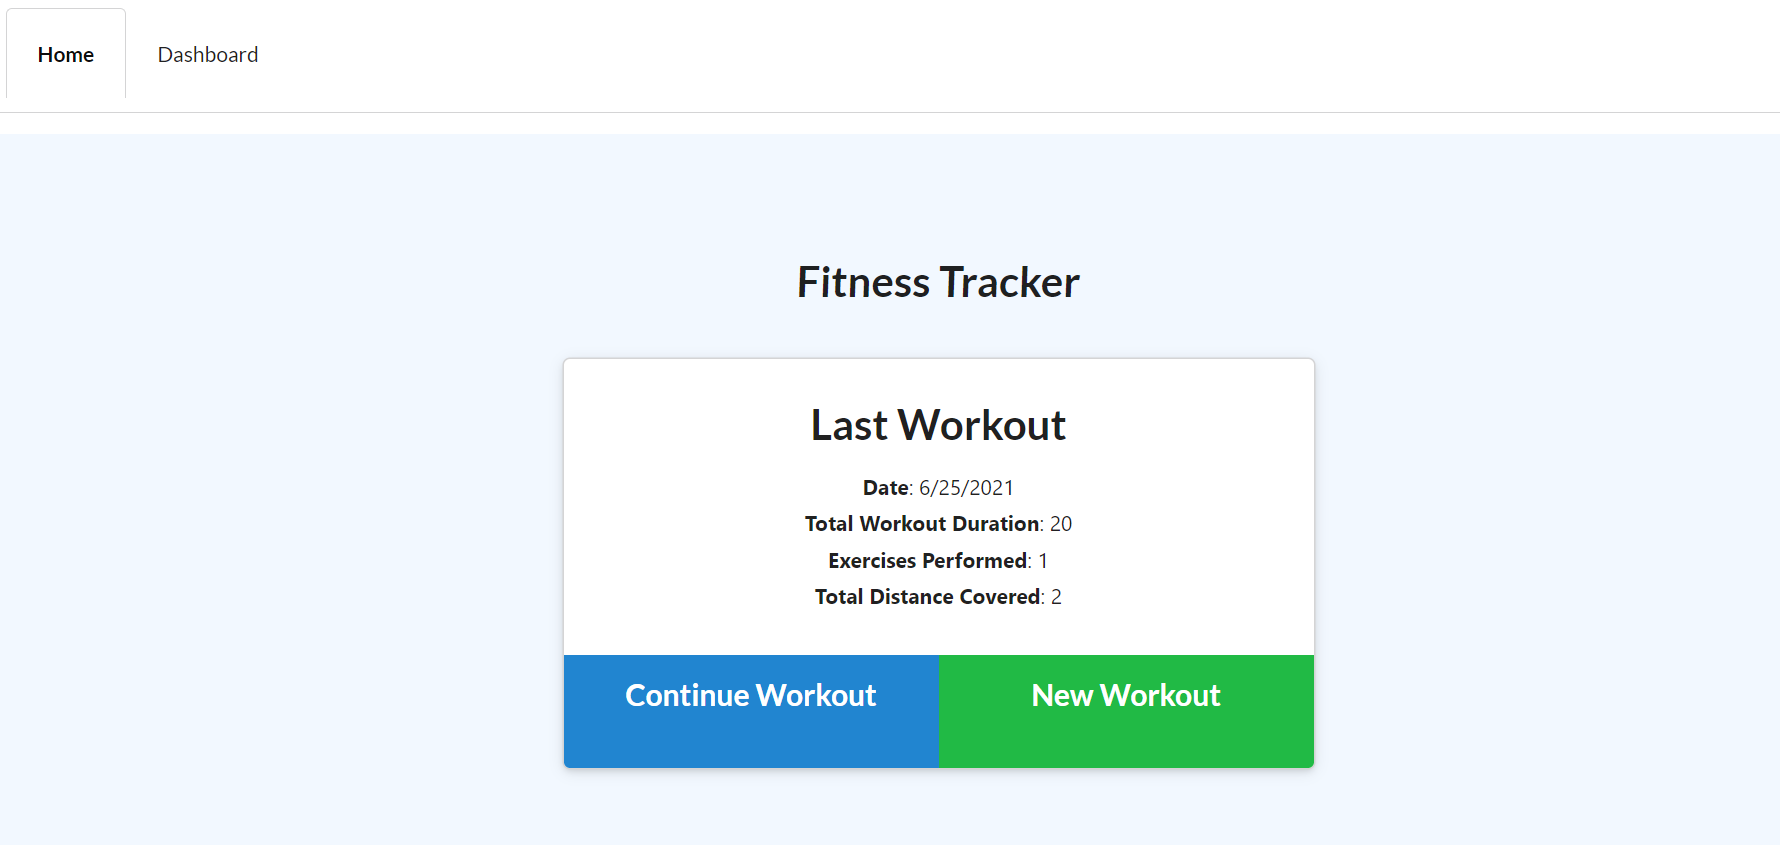 Home Dashboard
Fitness Tracker
Last Workout
Date: 6/25/2021
Total Workout Duration: 20
Exercises Performed: 1
Total Distance Covered: 2
Continue Workout New Workout